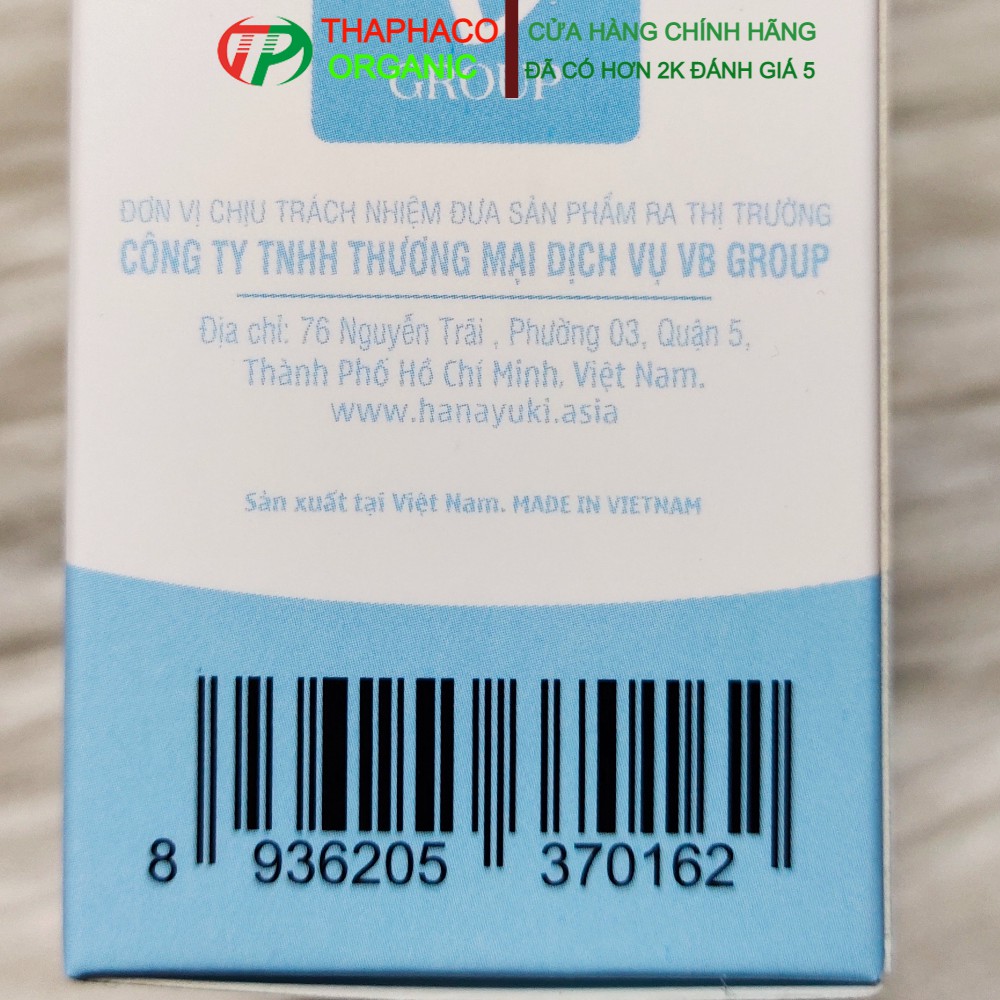 THAPHACO
ORGANIC
CỬA HÀNG CHÍNH HÃNG
ĐÃ CÓ HƠN 2K ĐÁNH GIÁ 5
GROUP
ĐƠN VỊ CHỊU TRÁCH NHIỆM ĐƯA SẢN PHẨM RA THỊ TRƯỜNG
CÔNG TY TNHH THƯƠNG MẠI DỊCH VỤ VB GROUP
Địa chỉ: 76 Nguyễn Trãi , Phường 03, Quận 5,
Thành Phố Hồ Chí Minh, Việt Nam.
www.hanayuki.asia
Sản xuất tại Việt Nam. MADE IN VIETNAM
8 936205 370162